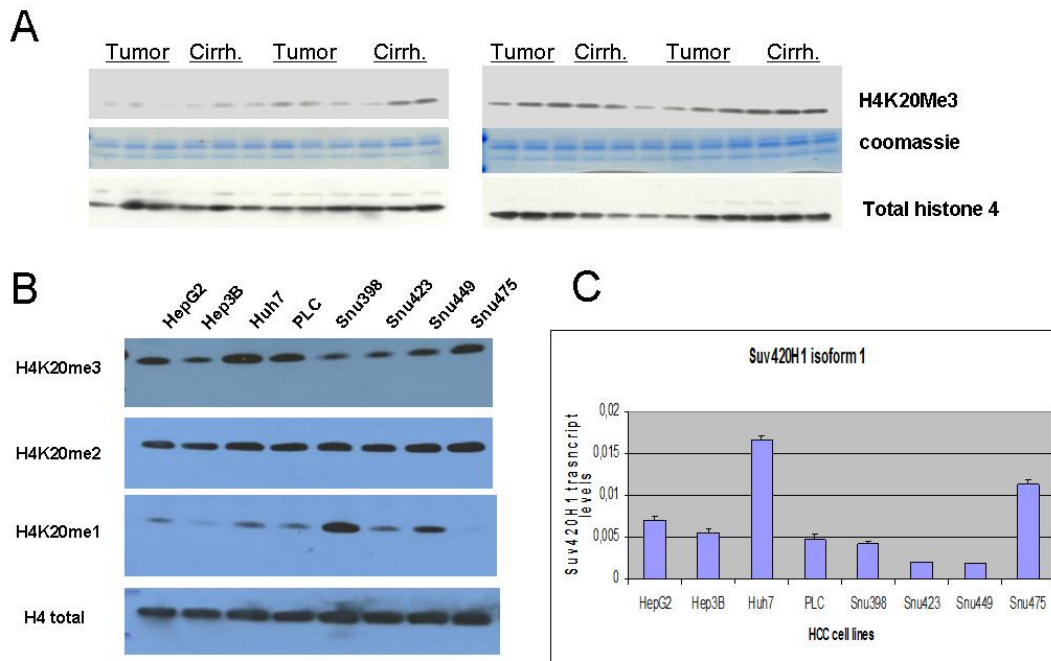 A
Tumor Cirrh. Tumor Cirrh.
Tumor Cirrh. Tumor Cirrh.
H4K20Me3
coomassie
Total histone 4
B
HepG2 Hep3B Huh7 PLC Snu398 Snu423 Snu449 Snu475
H4K20me3
H4K20me2
H4K20me1
H4 total
C
Suv420H1 isoform 1
Suv420H1 trasncript
levels
0,02
0,015
0,01
0,005
0
HepG2 Hep3B Huh7 PLC Snu398 Snu423 Snu449 Snu475
HCC cell lines